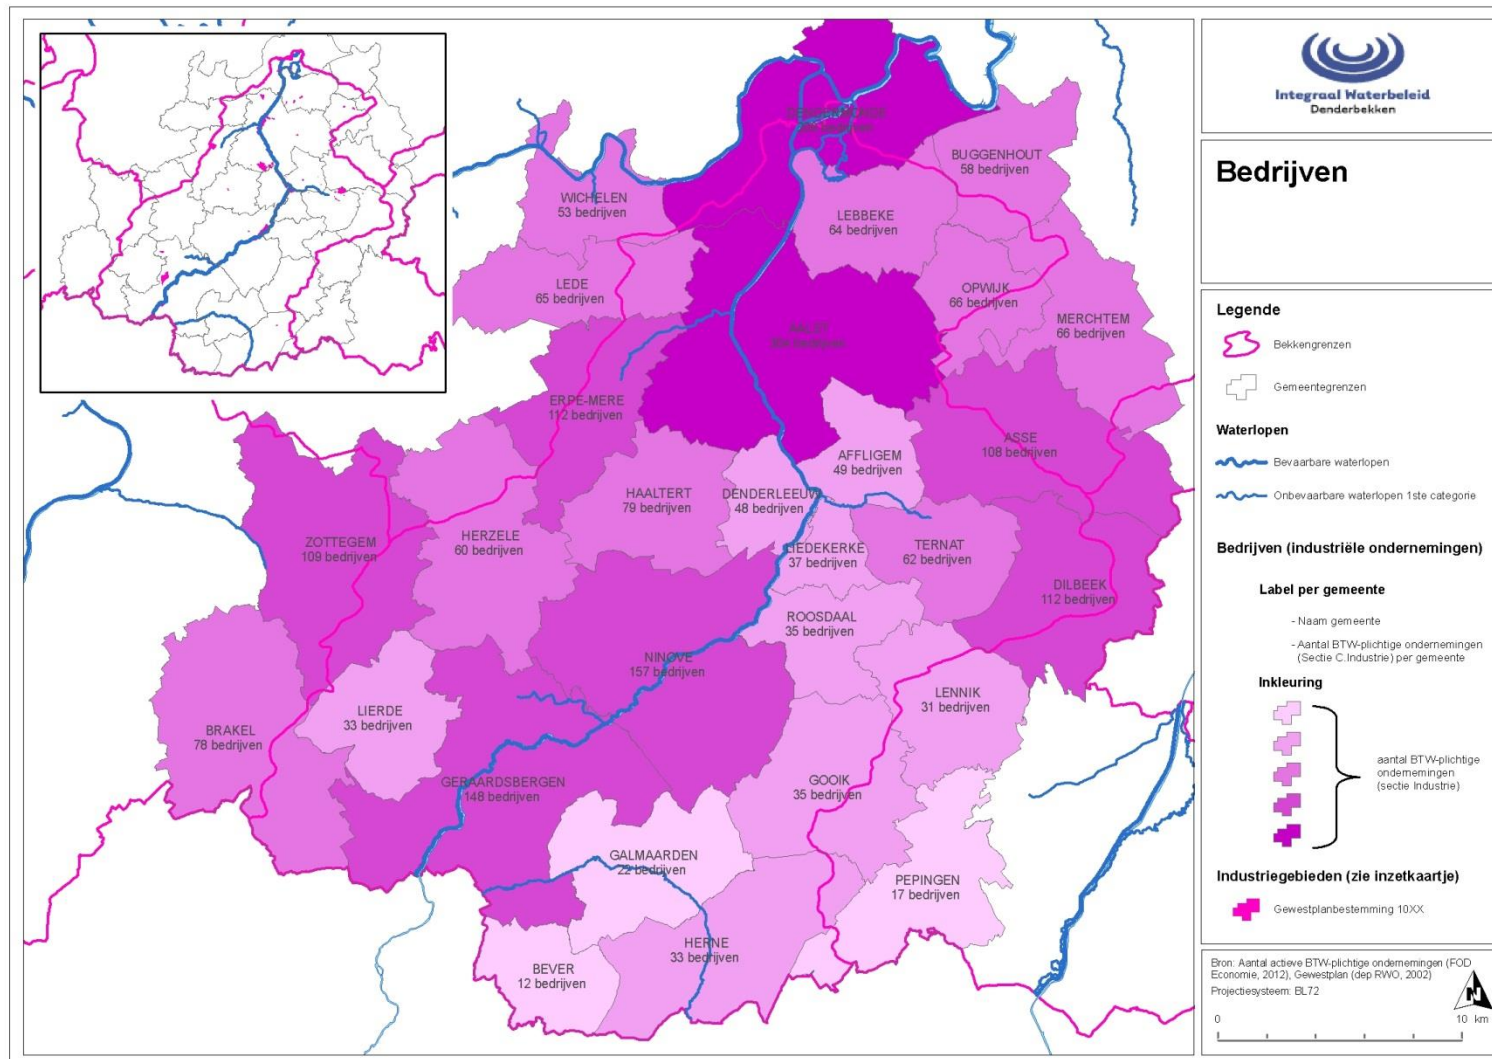 WICHELEN
53 bedrijven
BUGGENHOUT
58 bedrijven
LEBBEKE
64 bedrijven
LEDE
65 bedrijven
OPWIJK
66 bedrijven
MERCHTEM
66 bedrijven
AALST
bedrijven
ERPE-MERE
112 bedrijven
ASSE
108 bedrijven
AFFLIGEM
49 bedrijven
HAALTERT
79 bedrijven
DENDERLEEUW
48 bedrijven
ZOTTEGEM
109 bedrijven
HERZELE
60 bedrijven
LIEDEKERKE
37 bedrijven
TERNAT
62 bedrijven
DILBEEK
112 bedrijven
ROOSDAAL
35 bedrijven
NINOVE
157 bedrijven
LENNIK
31 bedrijven
LIERDE
33 bedrijven
BRAKEL
78 bedrijven
GERAARDSBERGEN
148 bedrijven
GOOIK
35 bedrijven
GALMAARDEN
22 bedrijven
PEPINGEN
17 bedrijven
HERNE
33 bedrijven
BEVER
12 bedrijven
Integraal Waterbeleid
Denderbekken
Bedrijven
Legende
Bekkengrenzen
Gemeentegrenzen
Waterlopen
Bevaarbare waterlopen
Onbevaarbare waterlopen 1ste categorie
Bedrijven (industriële ondernemingen)
Label per gemeente
- Naam gemeente
- Aantal BTW-plichtige ondernemingen
(Sectie C.Industrie) per gemeente
Inkleuring
aantal BTW-plichtige
ondernemingen
(sectie Industrie)
Industriegebieden (zie inzetkaartje)
Gewestplanbestemming 10XX
Bron: Aantal actieve BTW-plichtige ondernemingen (FOD
Economie, 2012), Gewestplan (dep RWO, 2002)
Projectiesysteem: BL72
N
0 10 km